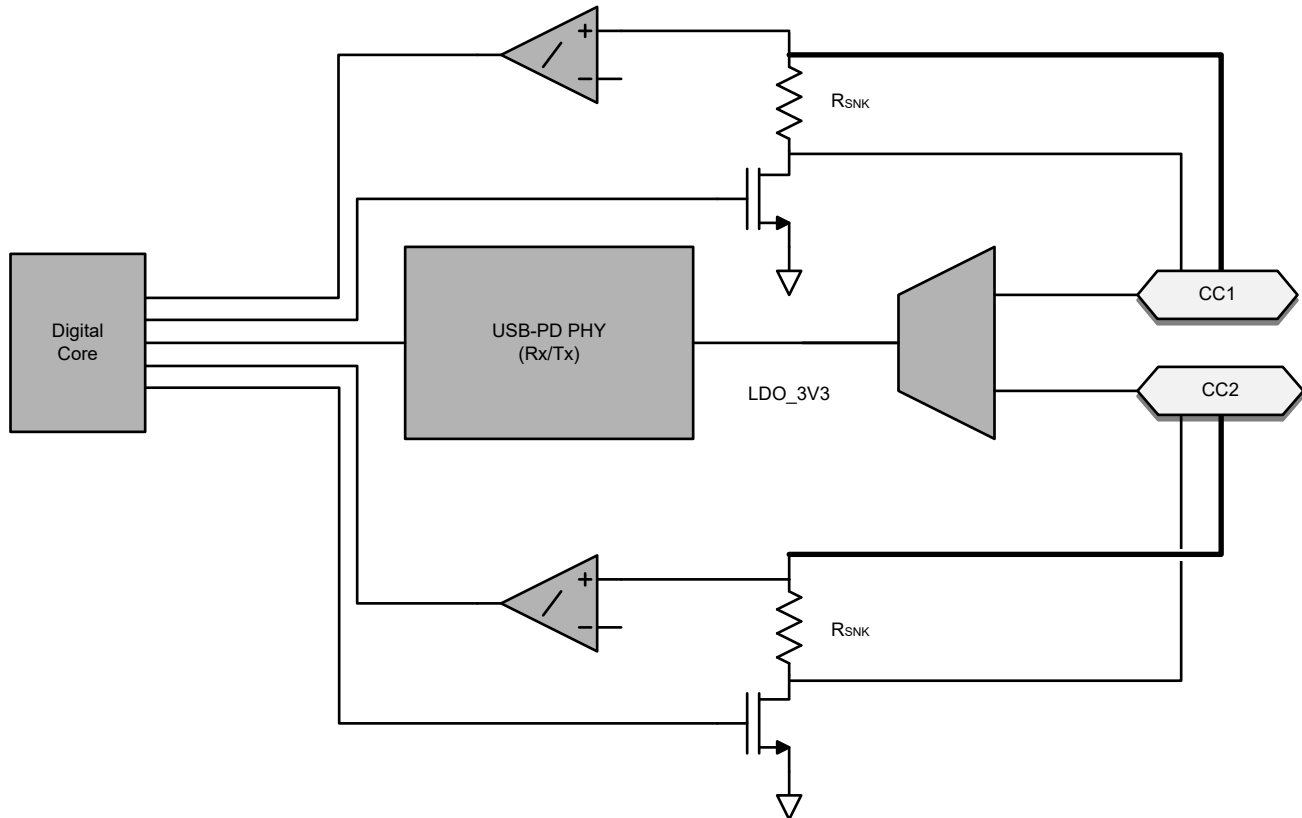 +
−
RSNK
Digital
Core
USB-PD PHY
(Rx/Tx)
LDO_3V3
CC1
CC2
+
−
RSNK